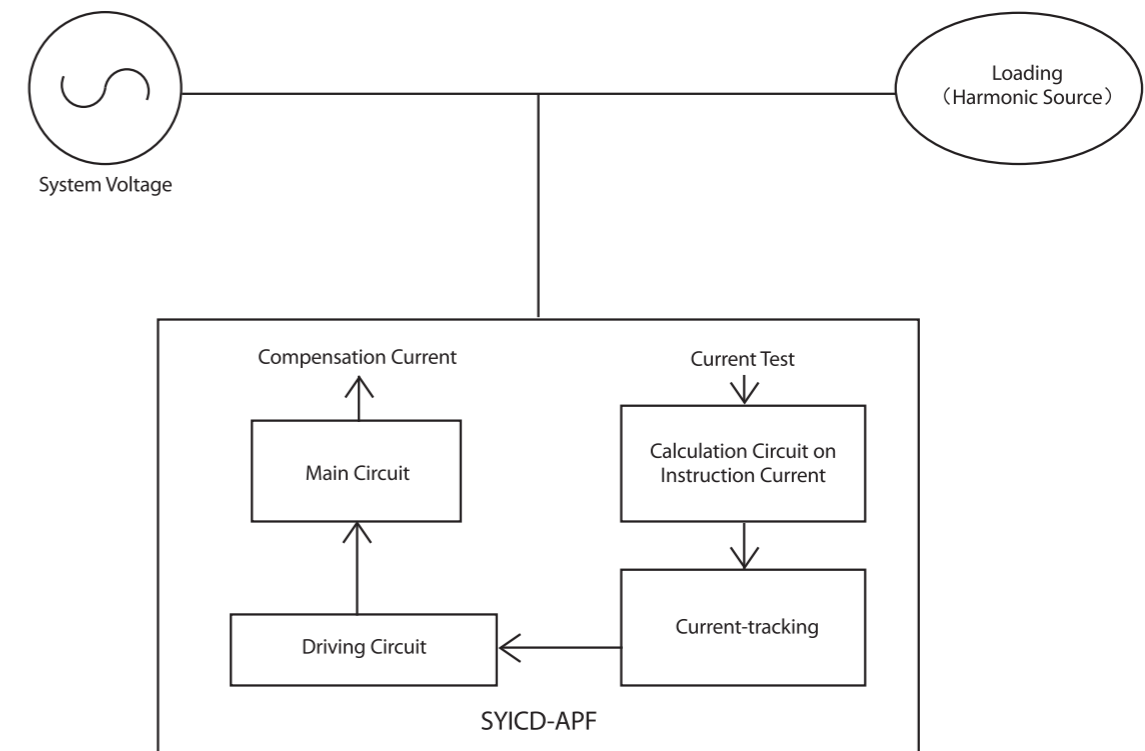 Loading
（Harmonic Source）
System Voltage
Compensation Current
Current Test
Main Circuit
Calculation Circuit on
Instruction Current
Driving Circuit
Current-tracking
SYICD-APF